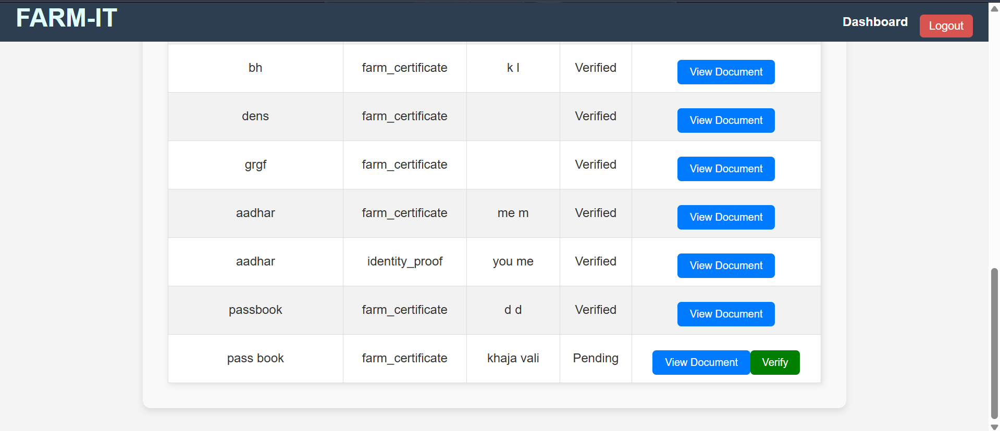 FARM-IT
Dashboard Logout
bh farm_certificate k l Verified View Document
dens farm_certificate Verified View Document
grgf farm_certificate Verified View Document
aadhar farm_certificate me m Verified View Document
aadhar identity_proof you me Verified View Document
passbook farm_certificate d d Verified View Document
pass book farm_certificate khaja vali Pending View Document Verify